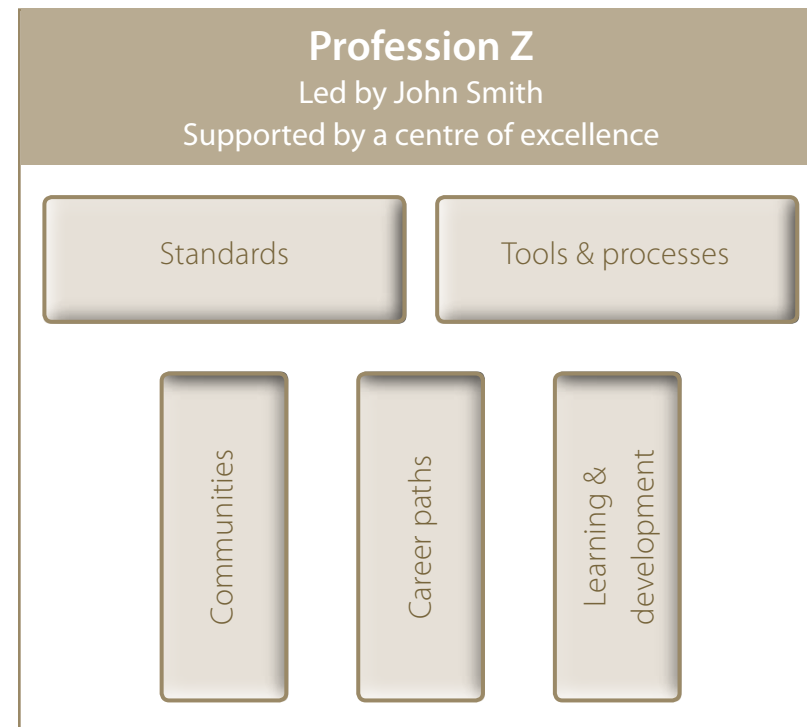 Profession Z
Led by John Smith
Supported by a centre of excellence
Standards
Tools & processes
Communities
Career paths
Learning &
development